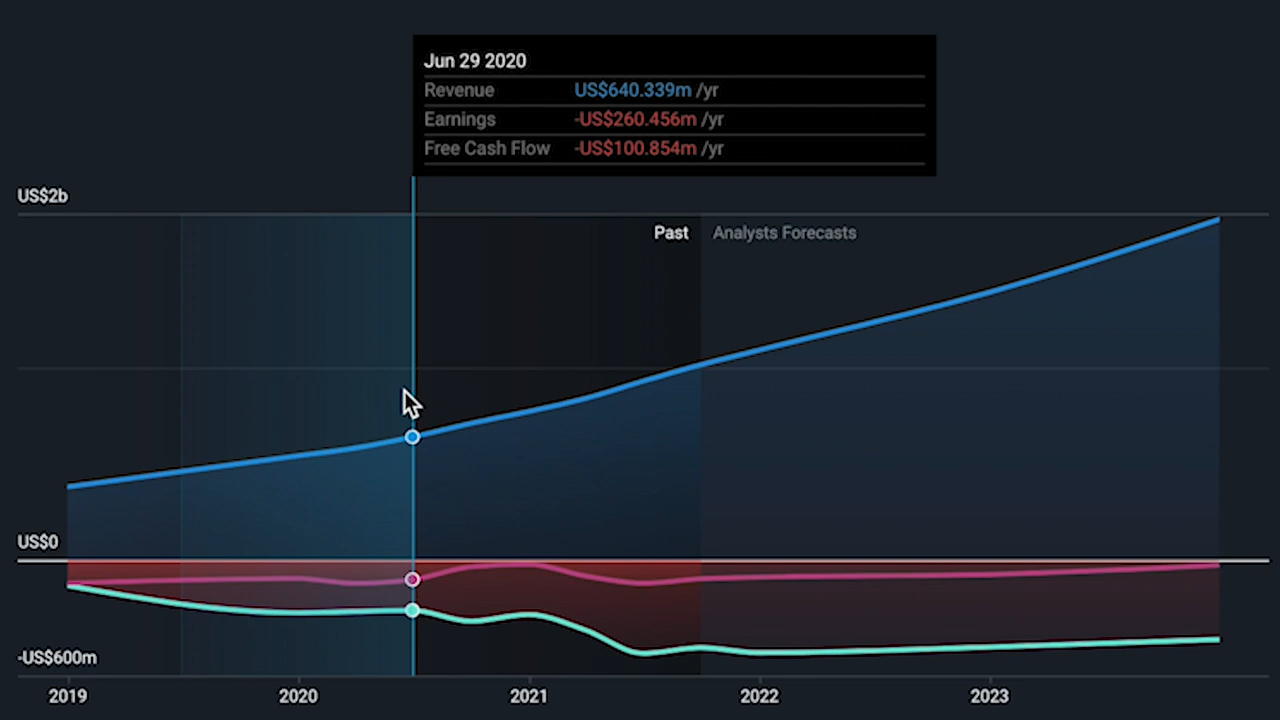 Jun 29 2020
Revenue US$640.339m /yr
Earnings -US$260.456m /yr
Free Cash Flow -US$100.854m /yr
US$2b
Past Analysts Forecasts
US$0
-US$600m
2019 2020 2021 2022 2023